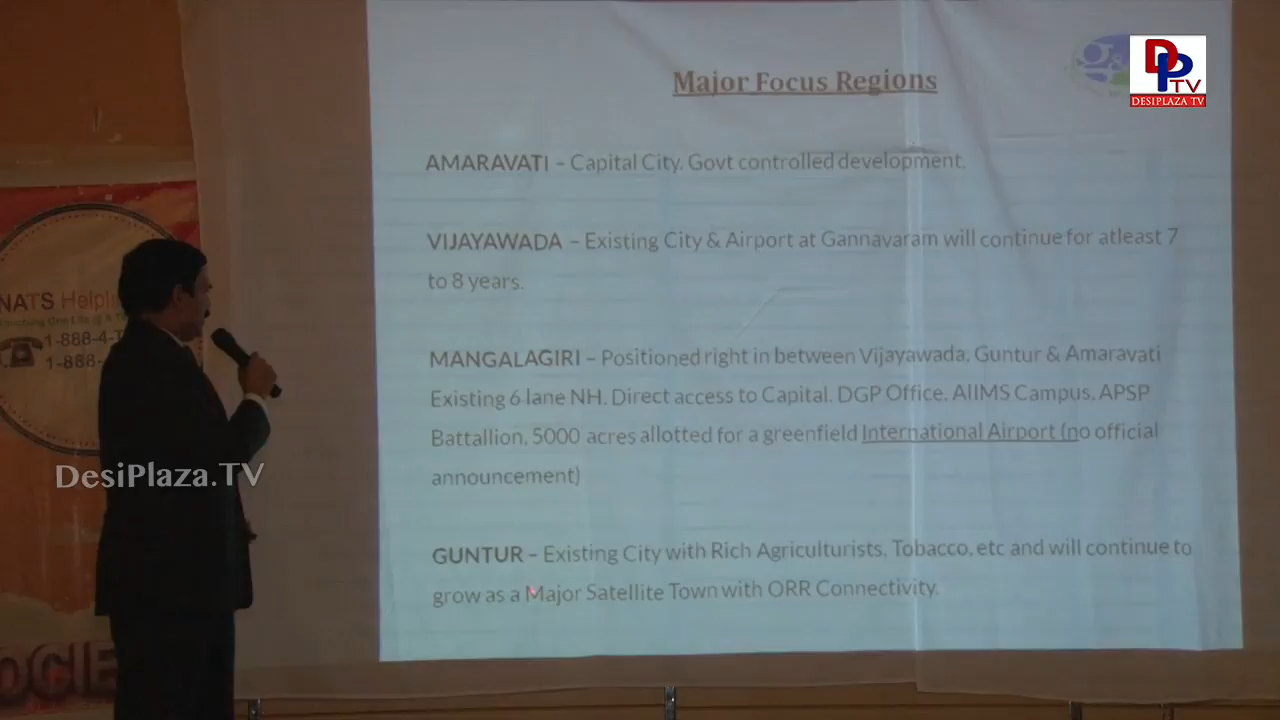 Major Focus Regions
DP
TV
DESIPLAZA TV
AMARAVATI – Capital City. Govt controlled development.
VIJAYAWADA – Existing City & Airport at Gannavaram will continue for atleast 7
to 8 years.
MANGALAGIRI – Positioned right in between Vijayawada, Guntur & Amaravati
Existing 6 lane NH. Direct access to Capital. DGP Office, AIIMS Campus, APSP
Battallion, 5000 acres allotted for a greenfield International Airport (no official
announcement)
GUNTUR – Existing City with Rich Agriculturists, Tobacco, etc and will continue to
grow as a Major Satellite Town with ORR Connectivity.
NATS Helpl
1-888-4-
1-888-
DesiPlaza.TV
OCIE